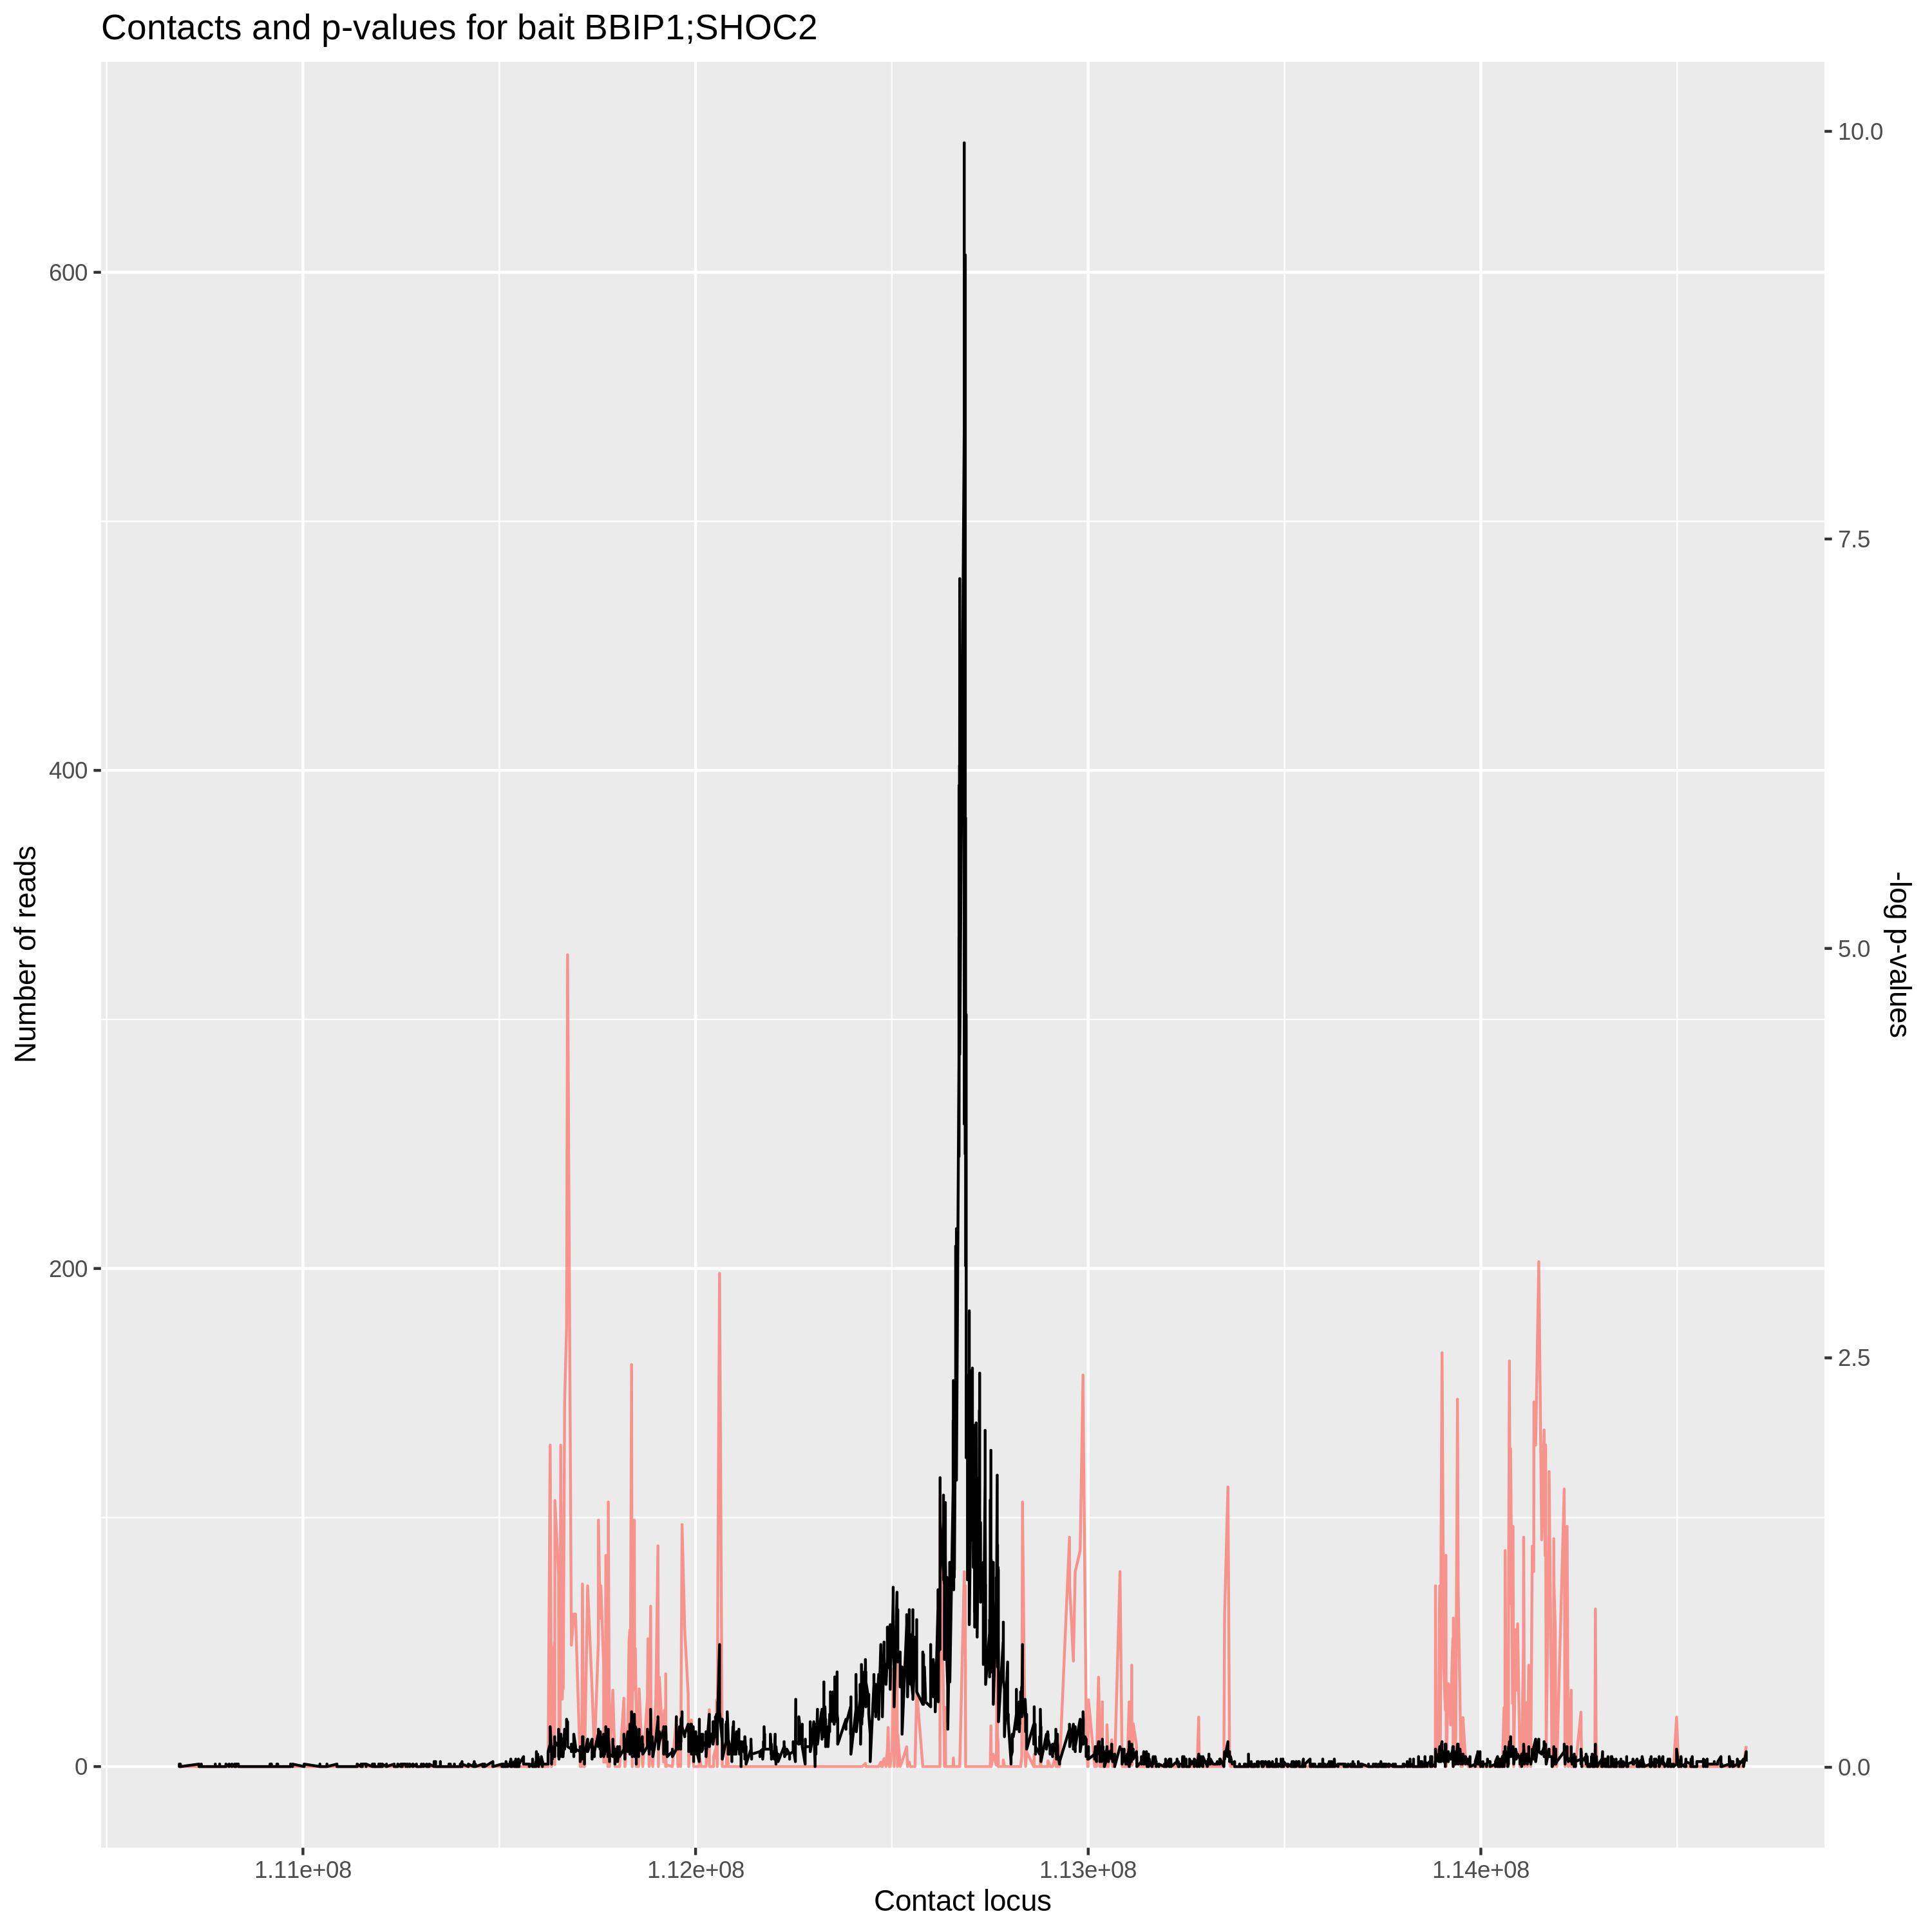 Contacts and p-values for bait BBIP1;SHOC2
10.0
600
7.5
400
Number of reads
-log p-values
5.0
200
2.5
0
0.0
1.11e+08
1.12e+08
1.13e+08
1.14e+08
Contact locus